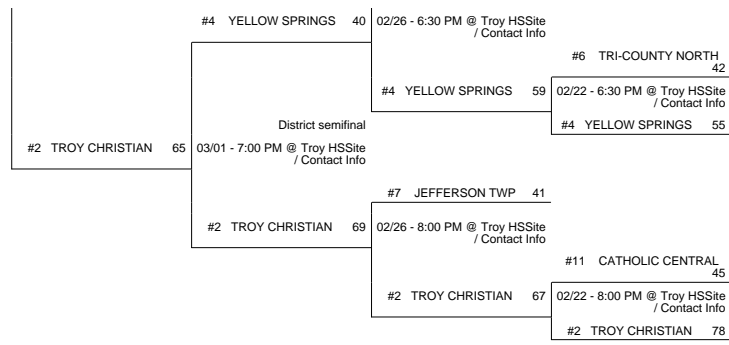 #4 YELLOW SPRINGS 40
02/26 - 6:30 PM @ Troy HSSite
/ Contact Info
#6 TRI-COUNTY NORTH
42
#4 YELLOW SPRINGS 59
02/22 - 6:30 PM @ Troy HSSite
/ Contact Info
District semifinal
#4 YELLOW SPRINGS 55
#2 TROY CHRISTIAN 65
03/01 - 7:00 PM @ Troy HSSite
/ Contact Info
#7 JEFFERSON TWP 41
#2 TROY CHRISTIAN 69
02/26 - 8:00 PM @ Troy HSSite
/ Contact Info
#11 CATHOLIC CENTRAL
45
#2 TROY CHRISTIAN 67
02/22 - 8:00 PM @ Troy HSSite
/ Contact Info
#2 TROY CHRISTIAN 78